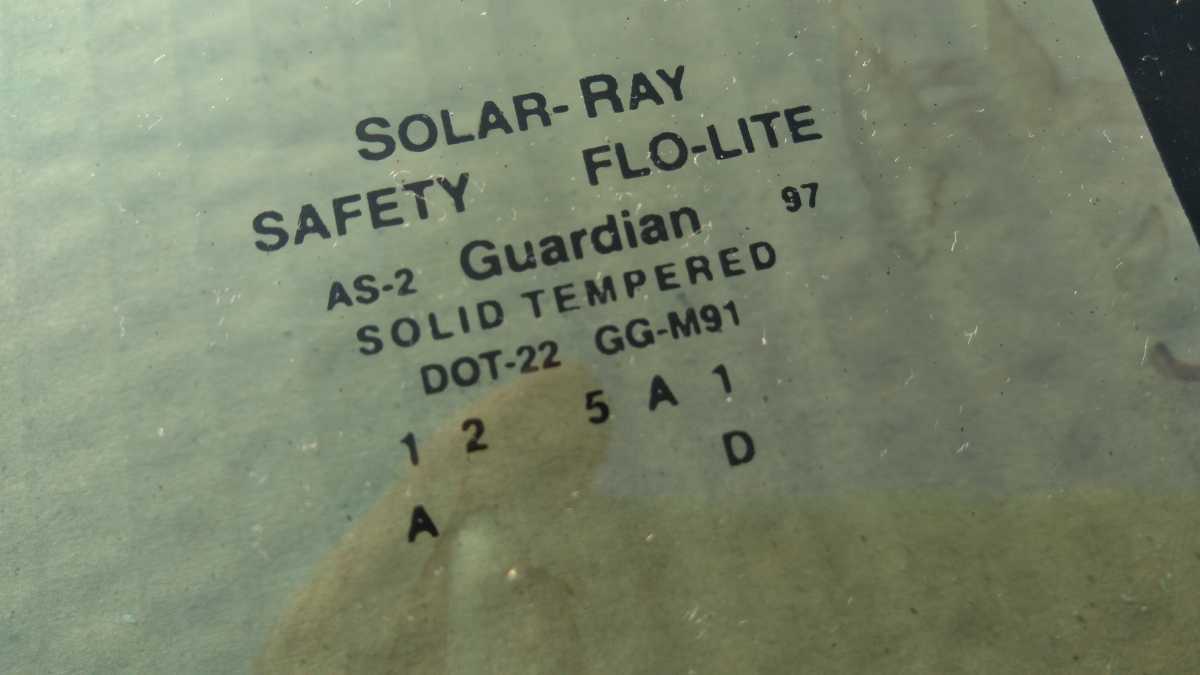 SOLAR-RAY
SAFETY FLO-LITE
AS-2 Guardian 97
SOLID TEMPERED
DOT-22 GG-M91
1 2 5 A 1
A D